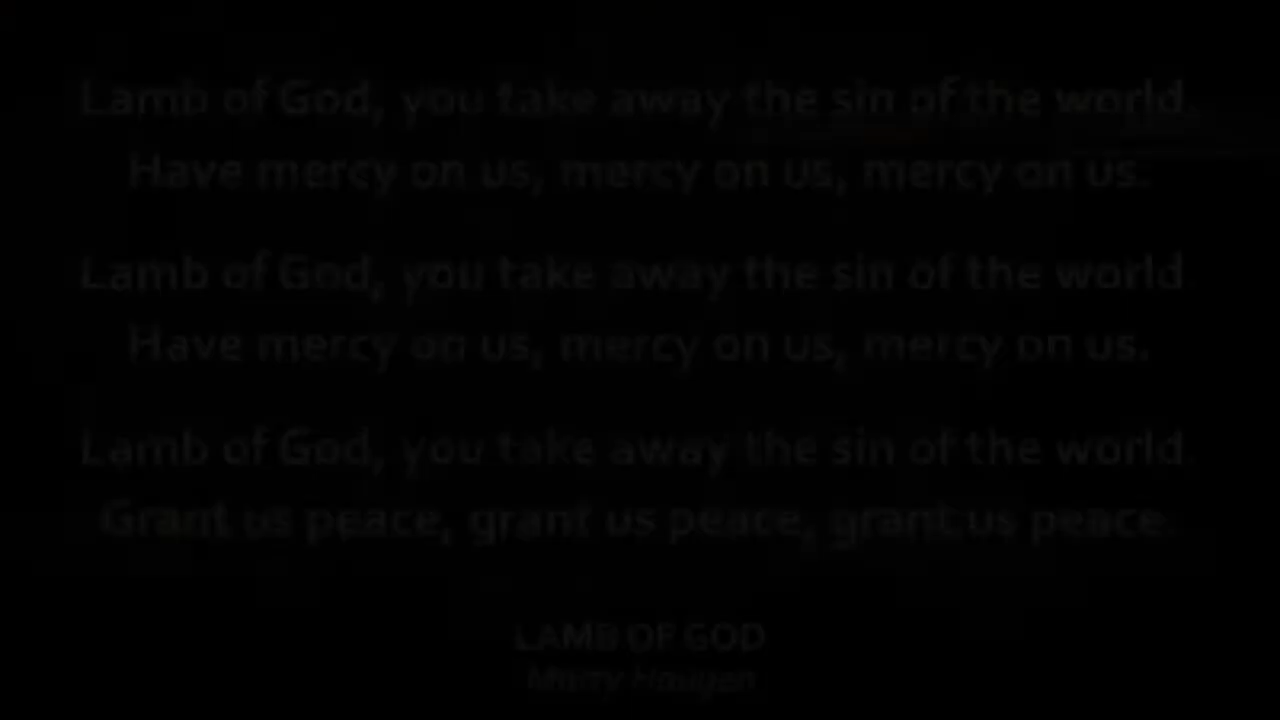 Lamb of God, you take away the sin of the world.
Have mercy on us, mercy on us, mercy on us.
Lamb of God, you take away the sin of the world
Have mercy on us, mercy on us, mercy on us.
Lamb of God, you take away the sin of the world.
Grant us peace, grant us peace, grant us peace.
LAMB OF GOD
Marty Haugen